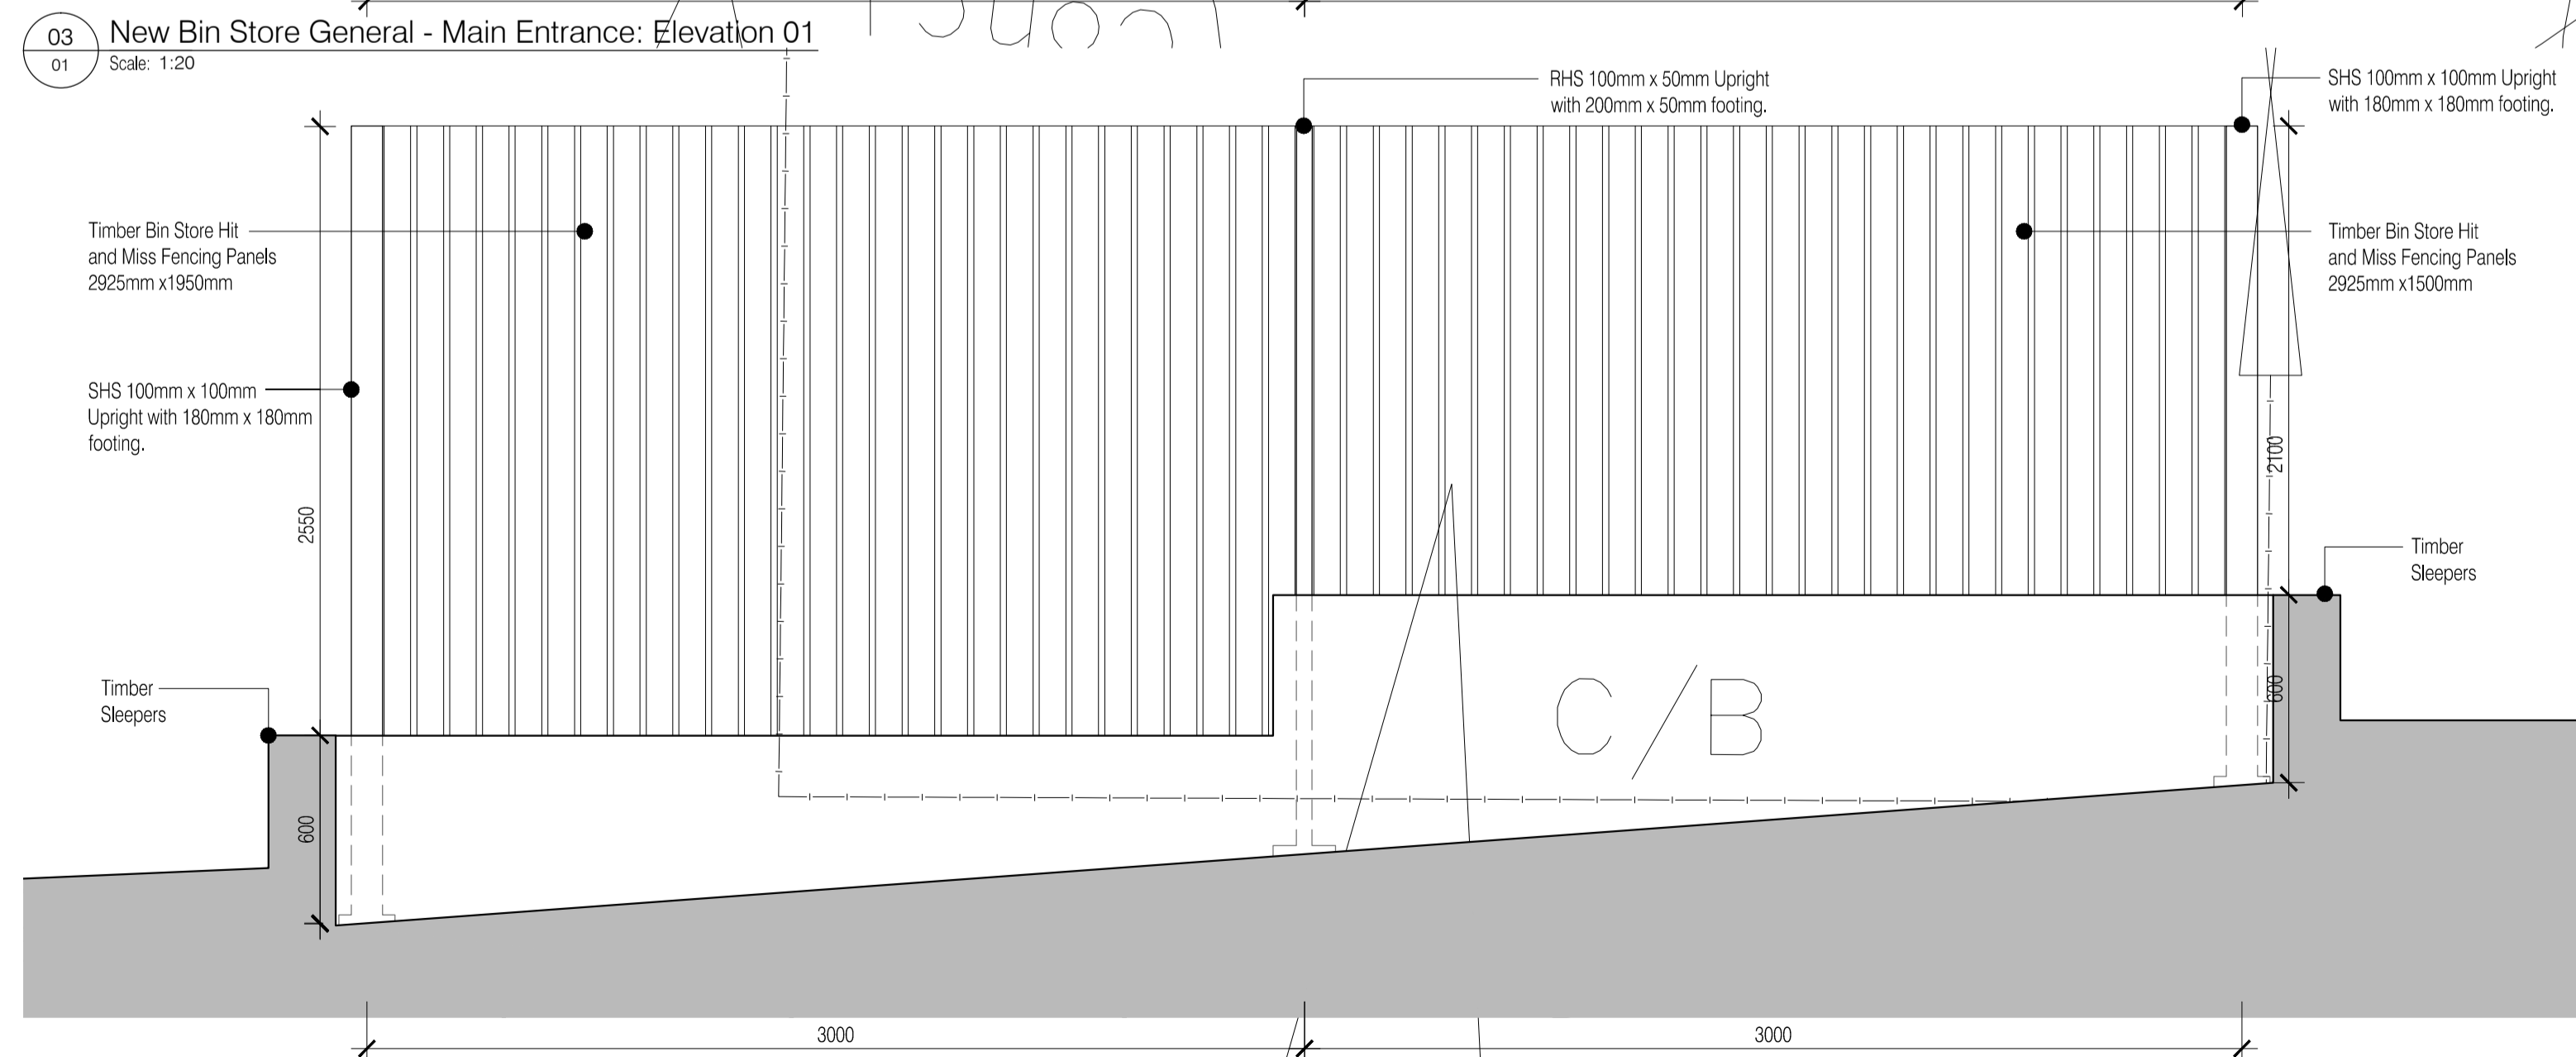 03
01
New Bin Store General - Main Entrance: Elevation 01
Scale: 1:20
RHS 100mm x 50mm Upright
with 200mm x 50mm footing.
SHS 100mm x 100mm Upright
with 180mm x 180mm footing.
Timber Bin Store Hit
and Miss Fencing Panels
2925mm x1950mm
Timber Bin Store Hit
and Miss Fencing Panels
2925mm x1500mm
SHS 100mm x 100mm
Upright with 180mm x 180mm
footing.
2550
2100
Timber
Sleepers
Timber
Sleepers
600
600
C/B
3000
3000